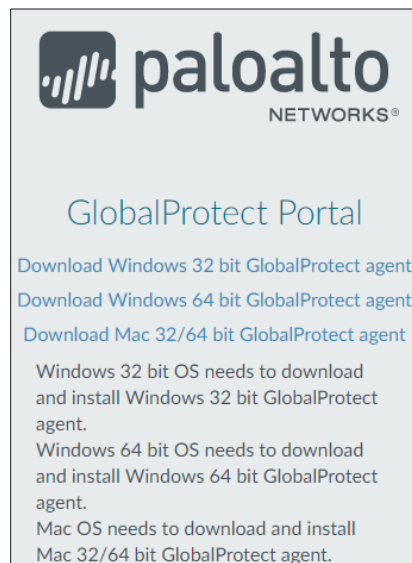 paloalto
NETWORKS®
GlobalProtect Portal
Download Windows 32 bit GlobalProtect agent
Download Windows 64 bit GlobalProtect agent
Download Mac 32/64 bit GlobalProtect agent
Windows 32 bit OS needs to download
and install Windows 32 bit GlobalProtect
agent.
Windows 64 bit OS needs to download
and install Windows 64 bit GlobalProtect
agent.
Mac OS needs to download and install
Mac 32/64 bit GlobalProtect agent.